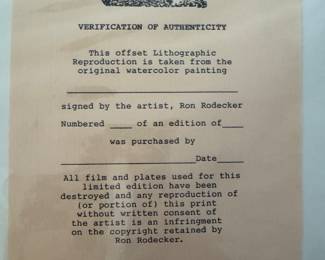 VERIFICATION OF AUTHENTICITY
This offset Lithographic
Reproduction is taken from the
original watercolor painting
signed by the artist, Ron Rodecker
Numbered ____ of an edition of____
was purchased by
____________________Date____
All film and plates used for this
limited edition have been
destroyed and any reproduction of
(or portion of) this print
without written consent of
the artist is an infringment
on the copyright retained by
Ron Rodecker.